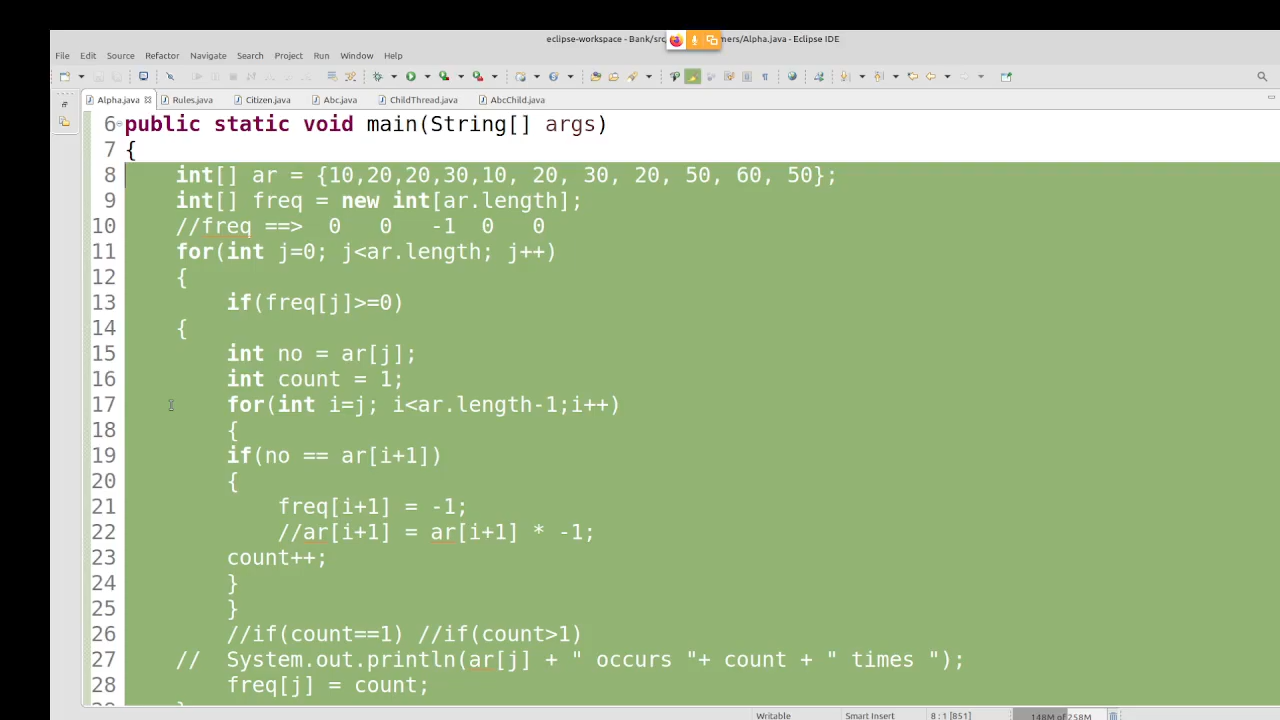 eclipse-workspace - Bank/src mers/Alpha.java - Eclipse IDE
File Edit Source Refactor Navigate Search Project Run Window Help
Alpha.java Rules.java Citizen.java Abc.java ChildThread.java AbcChild.java
6 public static void main(String[] args)
7 {
8 int[] ar = {10,20,20,30,10, 20, 30, 20, 50, 60, 50};
9 int[] freq = new int[ar.length];
10 //freq ==> 0 0 -1 0 0
11 for(int j=0; j<ar.length; j++)
12 {
13 if(freq[j]>=0)
14 {
15 int no = ar[j];
16 int count = 1;
17 for(int i=j; i<ar.length-1;i++)
18 {
19 if(no == ar[i+1])
20 {
21 freq[i+1] = -1;
22 //ar[i+1] = ar[i+1] * -1;
23 count++;
24 }
25 }
26 //if(count==1) //if(count>1)
27 // System.out.println(ar[j] + " occurs "+ count + " times ");
28 freq[j] = count;
Writable Smart Insert 8 : 1 [851] 148M of 258M